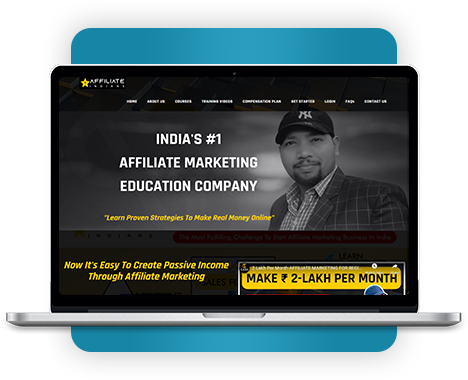 AFFILIATE
INDIANS
HOME ABOUT US COURSES TRAINING VIDEOS COMPENSATION PLAN GET STARTED LOGIN FAQs CONTACT US
INDIA'S #1
AFFILIATE MARKETING
EDUCATION COMPANY
"Learn Proven Strategies To Make Real Money Online"
INDIANS
The Most Fulfilling Challenge To Start Affiliate Marketing Business In India
LEARN
Now It's Easy To Create Passive Income
Through Affiliate Marketing
2 Lakh Per Month AFFILIATE MARKETING FOR
MAKE ₹ 2-LAKH PER MONTH